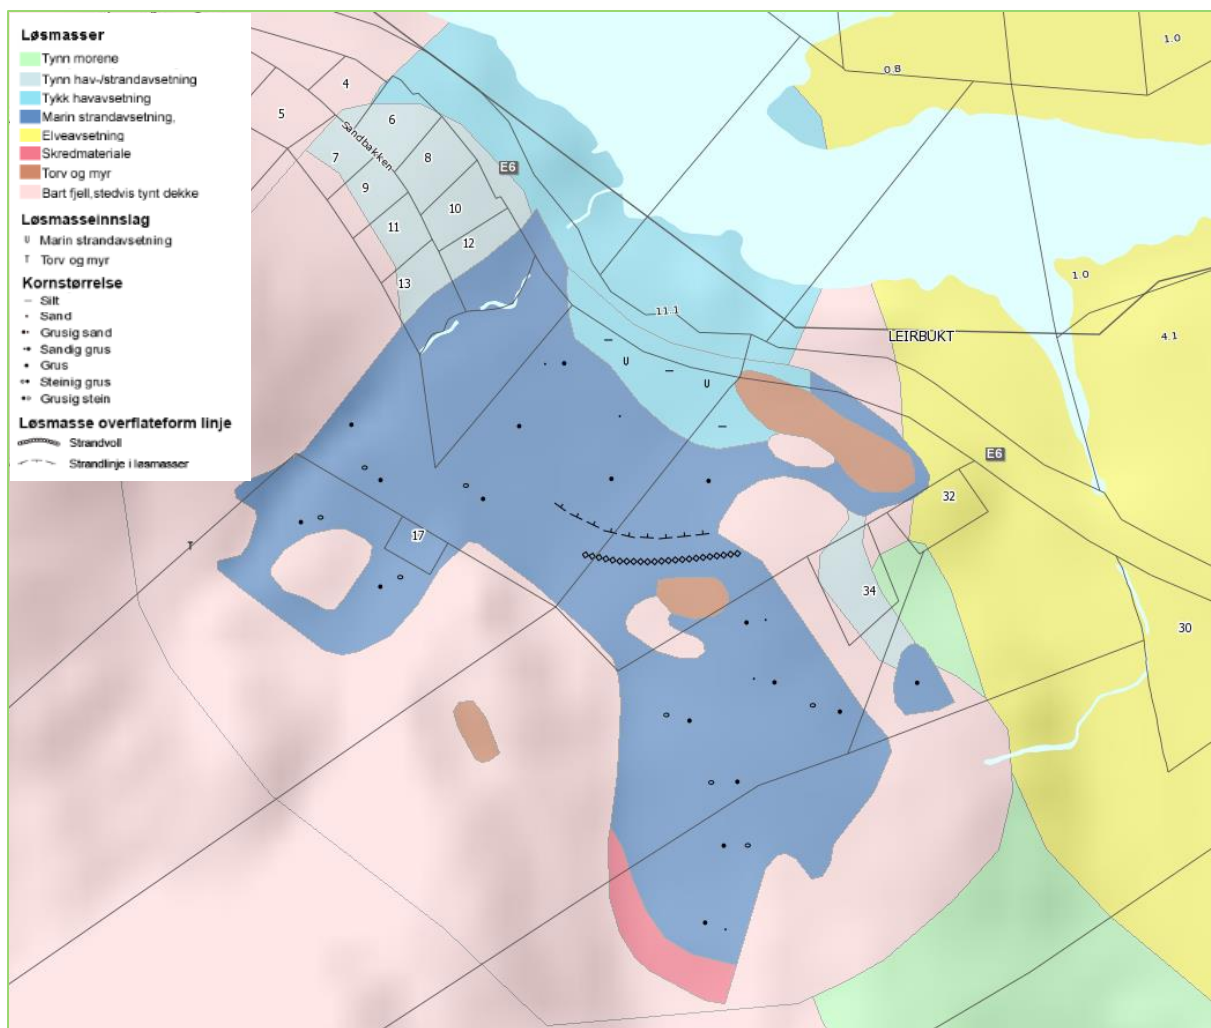 Løsmasser
Tynn morene
Tynn hav-/strandavsetning
Tykk havavsetning
Marin strandavsetning,
Elveavsetning
Skredmateriale
Torv og myr
Bart fjell,stedvis tynt dekke
Løsmasseinnslag
U Marin strandavsetning
T Torv og myr
Kornstørrelse
Silt
Sand
Grusig sand
Sandig grus
Grus
Steinig grus
Grusig stein
Løsmasse overflateform linje
Strandvoll
Strandlinje i løsmasser
1.0
0.8
4
5
6
Sandbakken
7
8
E6
9
10
11
12
13
1.0
11.1
LEIRBUKT
4.1
U
U
E6
32
17
T
34
30